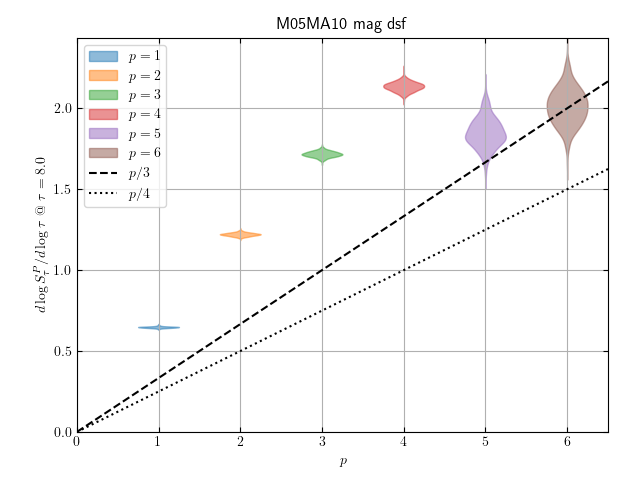 M05MA10 mag dsf
p = 1
p = 2
p = 3
p = 4
p = 5
p = 6
p/3
p/4
d log S_τ^P / d log τ @ τ = 8.0
2.0
1.5
1.0
0.5
0.0
0 1 2 3 4 5 6
p